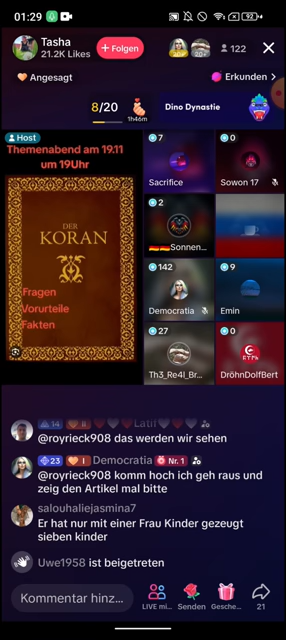 01:29
92
Tasha
21.2K Likes
+ Folgen
20+
20+
122
Angesagt
Erkunden >
8/20
1h46m
Dino Dynastie
Host
Themenabend am 19.11
um 19Uhr
DER
KORAN
Fragen
Vorurteile
Fakten
7
Sacrifice
0
Sowon 17
2
Sonnen...
142
Democratia
9
Emin
27
Th3_Re4l_Br...
0
DröhnDolfBert
14 II Latif
@royrieck908 das werden wir sehen
23 I Democratia Nr. 1
@royrieck908 komm hoch ich geh raus und
zeig den Artikel mal bitte
salouhaliejasmina7
Er hat nur mit einer Frau Kinder gezeugt
sieben kinder
Uwe1958 ist beigetreten
Kommentar hinz...
LIVE mi...
Senden
Gesche...
21